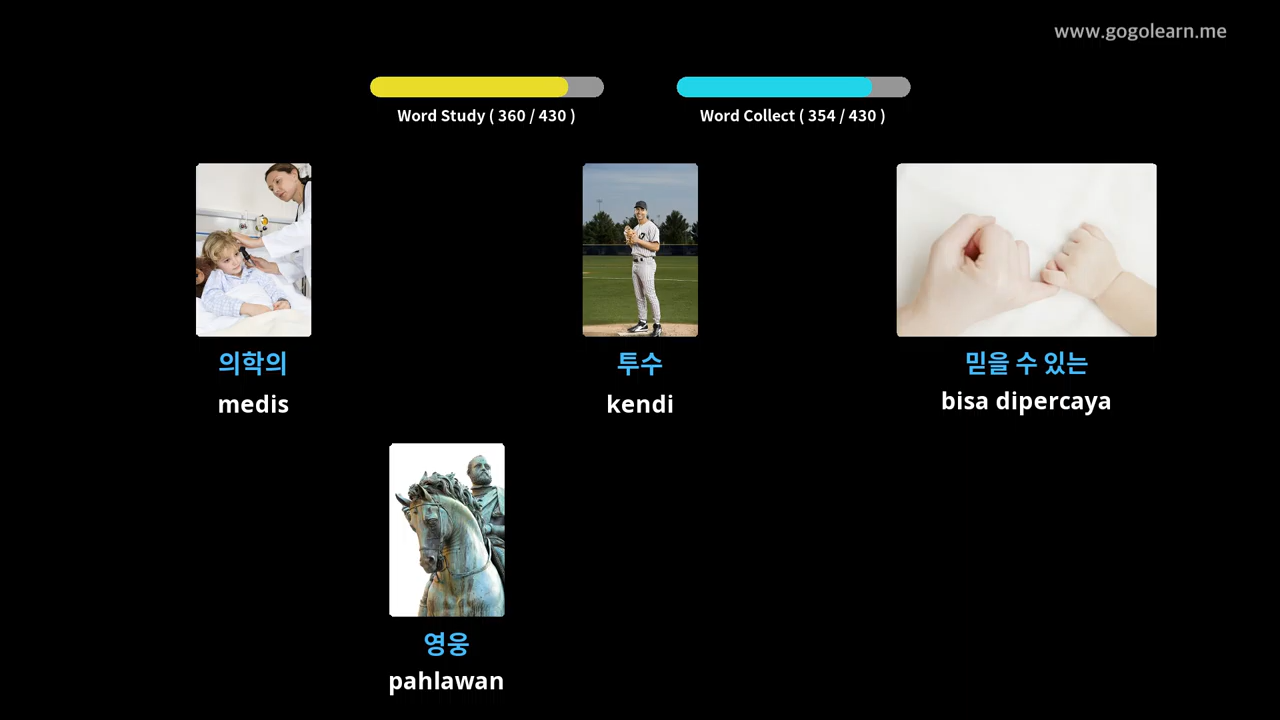 www.gogolearn.me
Word Study ( 360 / 430 )
Word Collect ( 354 / 430 )
의학의
medis
투수
kendi
믿을 수 있는
bisa dipercaya
영웅
pahlawan